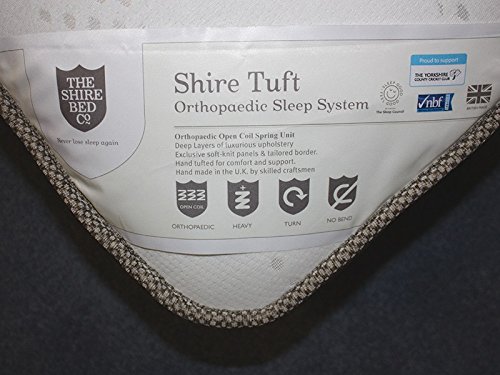 THE
SHIRE
BED
Co
Never lose sleep again
Shire Tuft
Orthopaedic Sleep System
Orthopaedic Open Coil Spring Unit
Deep Layers of luxurious upholstery
Exclusive soft-knit panels & tailored border.
Hand tufted for comfort and support.
Hand made in the U.K. by skilled craftsmen
OPEN COIL
ORTHOPAEDIC
HEAVY
TURN
NO BEND
Proud to support
THE YORKSHIRE
COUNTY CRICKET CLUB
The Sleep Council
nbf